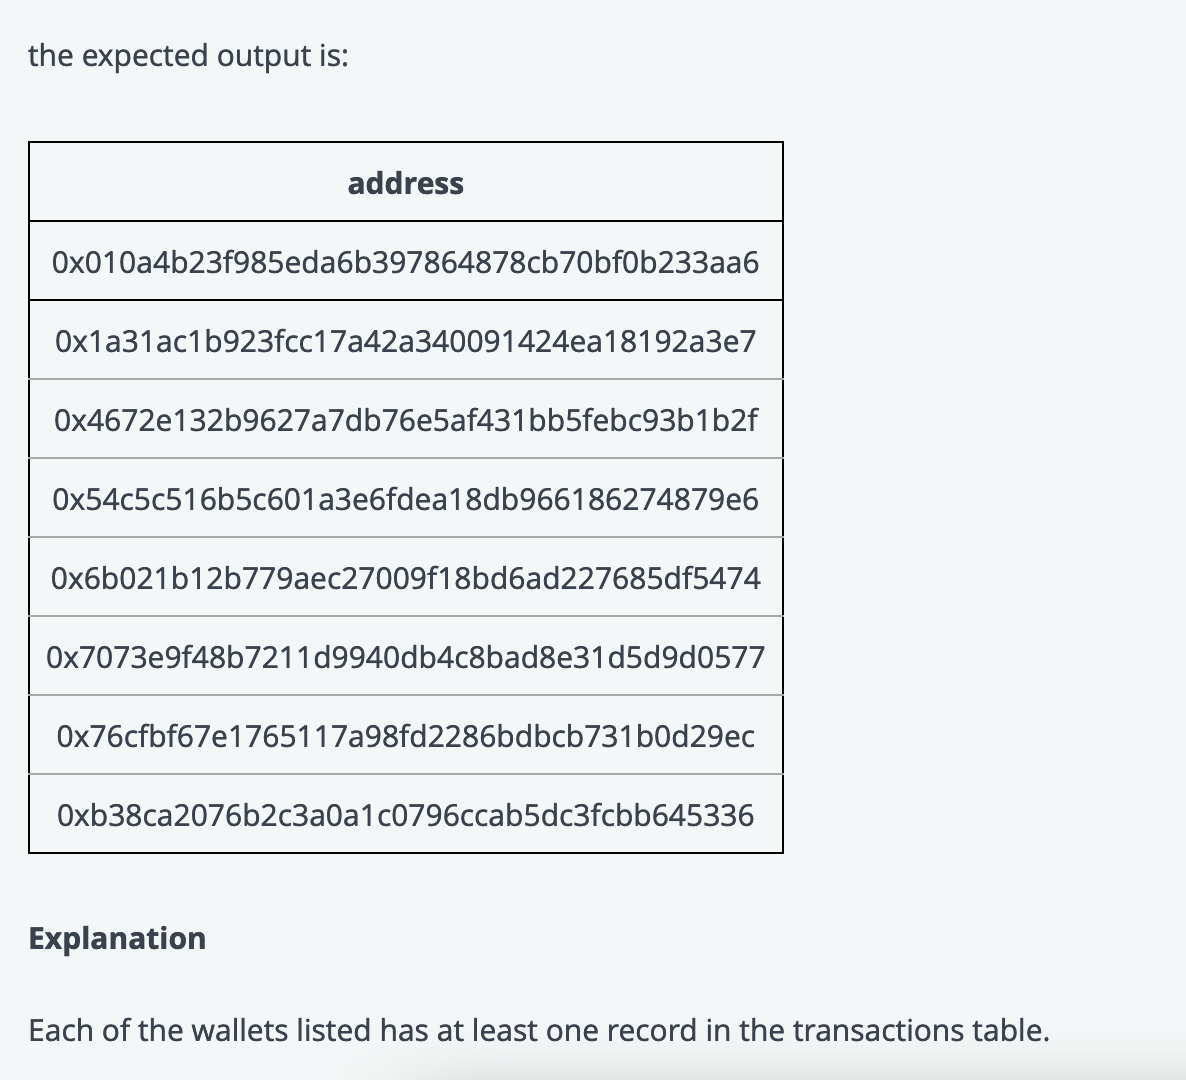 the expected output is:
address
0x010a4b23f985eda6b397864878cb70bf0b233aa6
0x1a31ac1b923fcc17a42a340091424ea18192a3e7
0x4672e132b9627a7db76e5af431bb5febc93b1b2f
0x54c5c516b5c601a3e6fdea18db966186274879e6
0x6b021b12b779aec27009f18bd6ad227685df5474
0x7073e9f48b7211d9940db4c8bad8e31d5d9d0577
0x76cfbf67e1765117a98fd2286bdbcb731b0d29ec
0xb38ca2076b2c3a0a1c0796ccab5dc3fcbb645336
Explanation
Each of the wallets listed has at least one record in the transactions table.